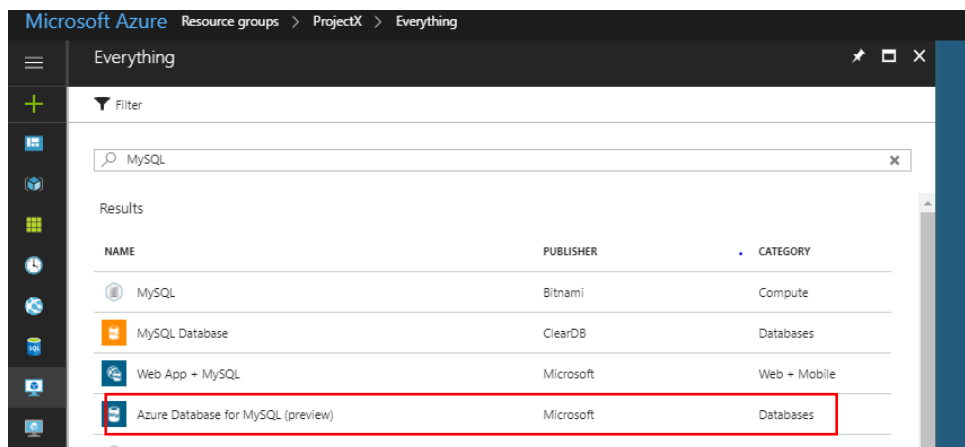 Microsoft Azure Resource groups > ProjectX > Everything
Everything
Filter
MySQL
Results
NAME PUBLISHER CATEGORY
MySQL Bitnami Compute
MySQL Database ClearDB Databases
Web App + MySQL Microsoft Web + Mobile
Azure Database for MySQL (preview) Microsoft Databases
SQL